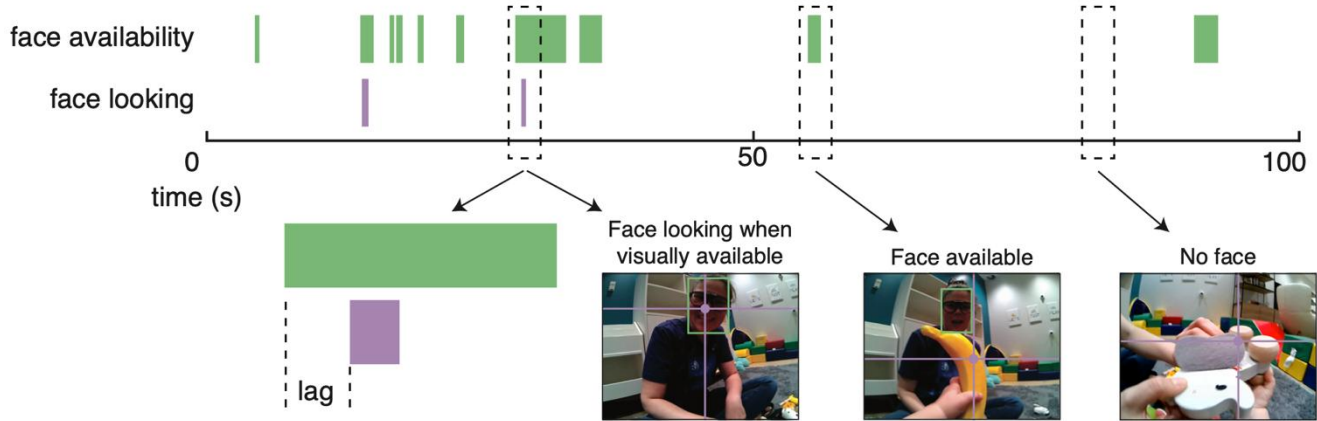 face availability
face looking
0
50
100
time (s)
Face looking when
visually available
Face available
No face
lag